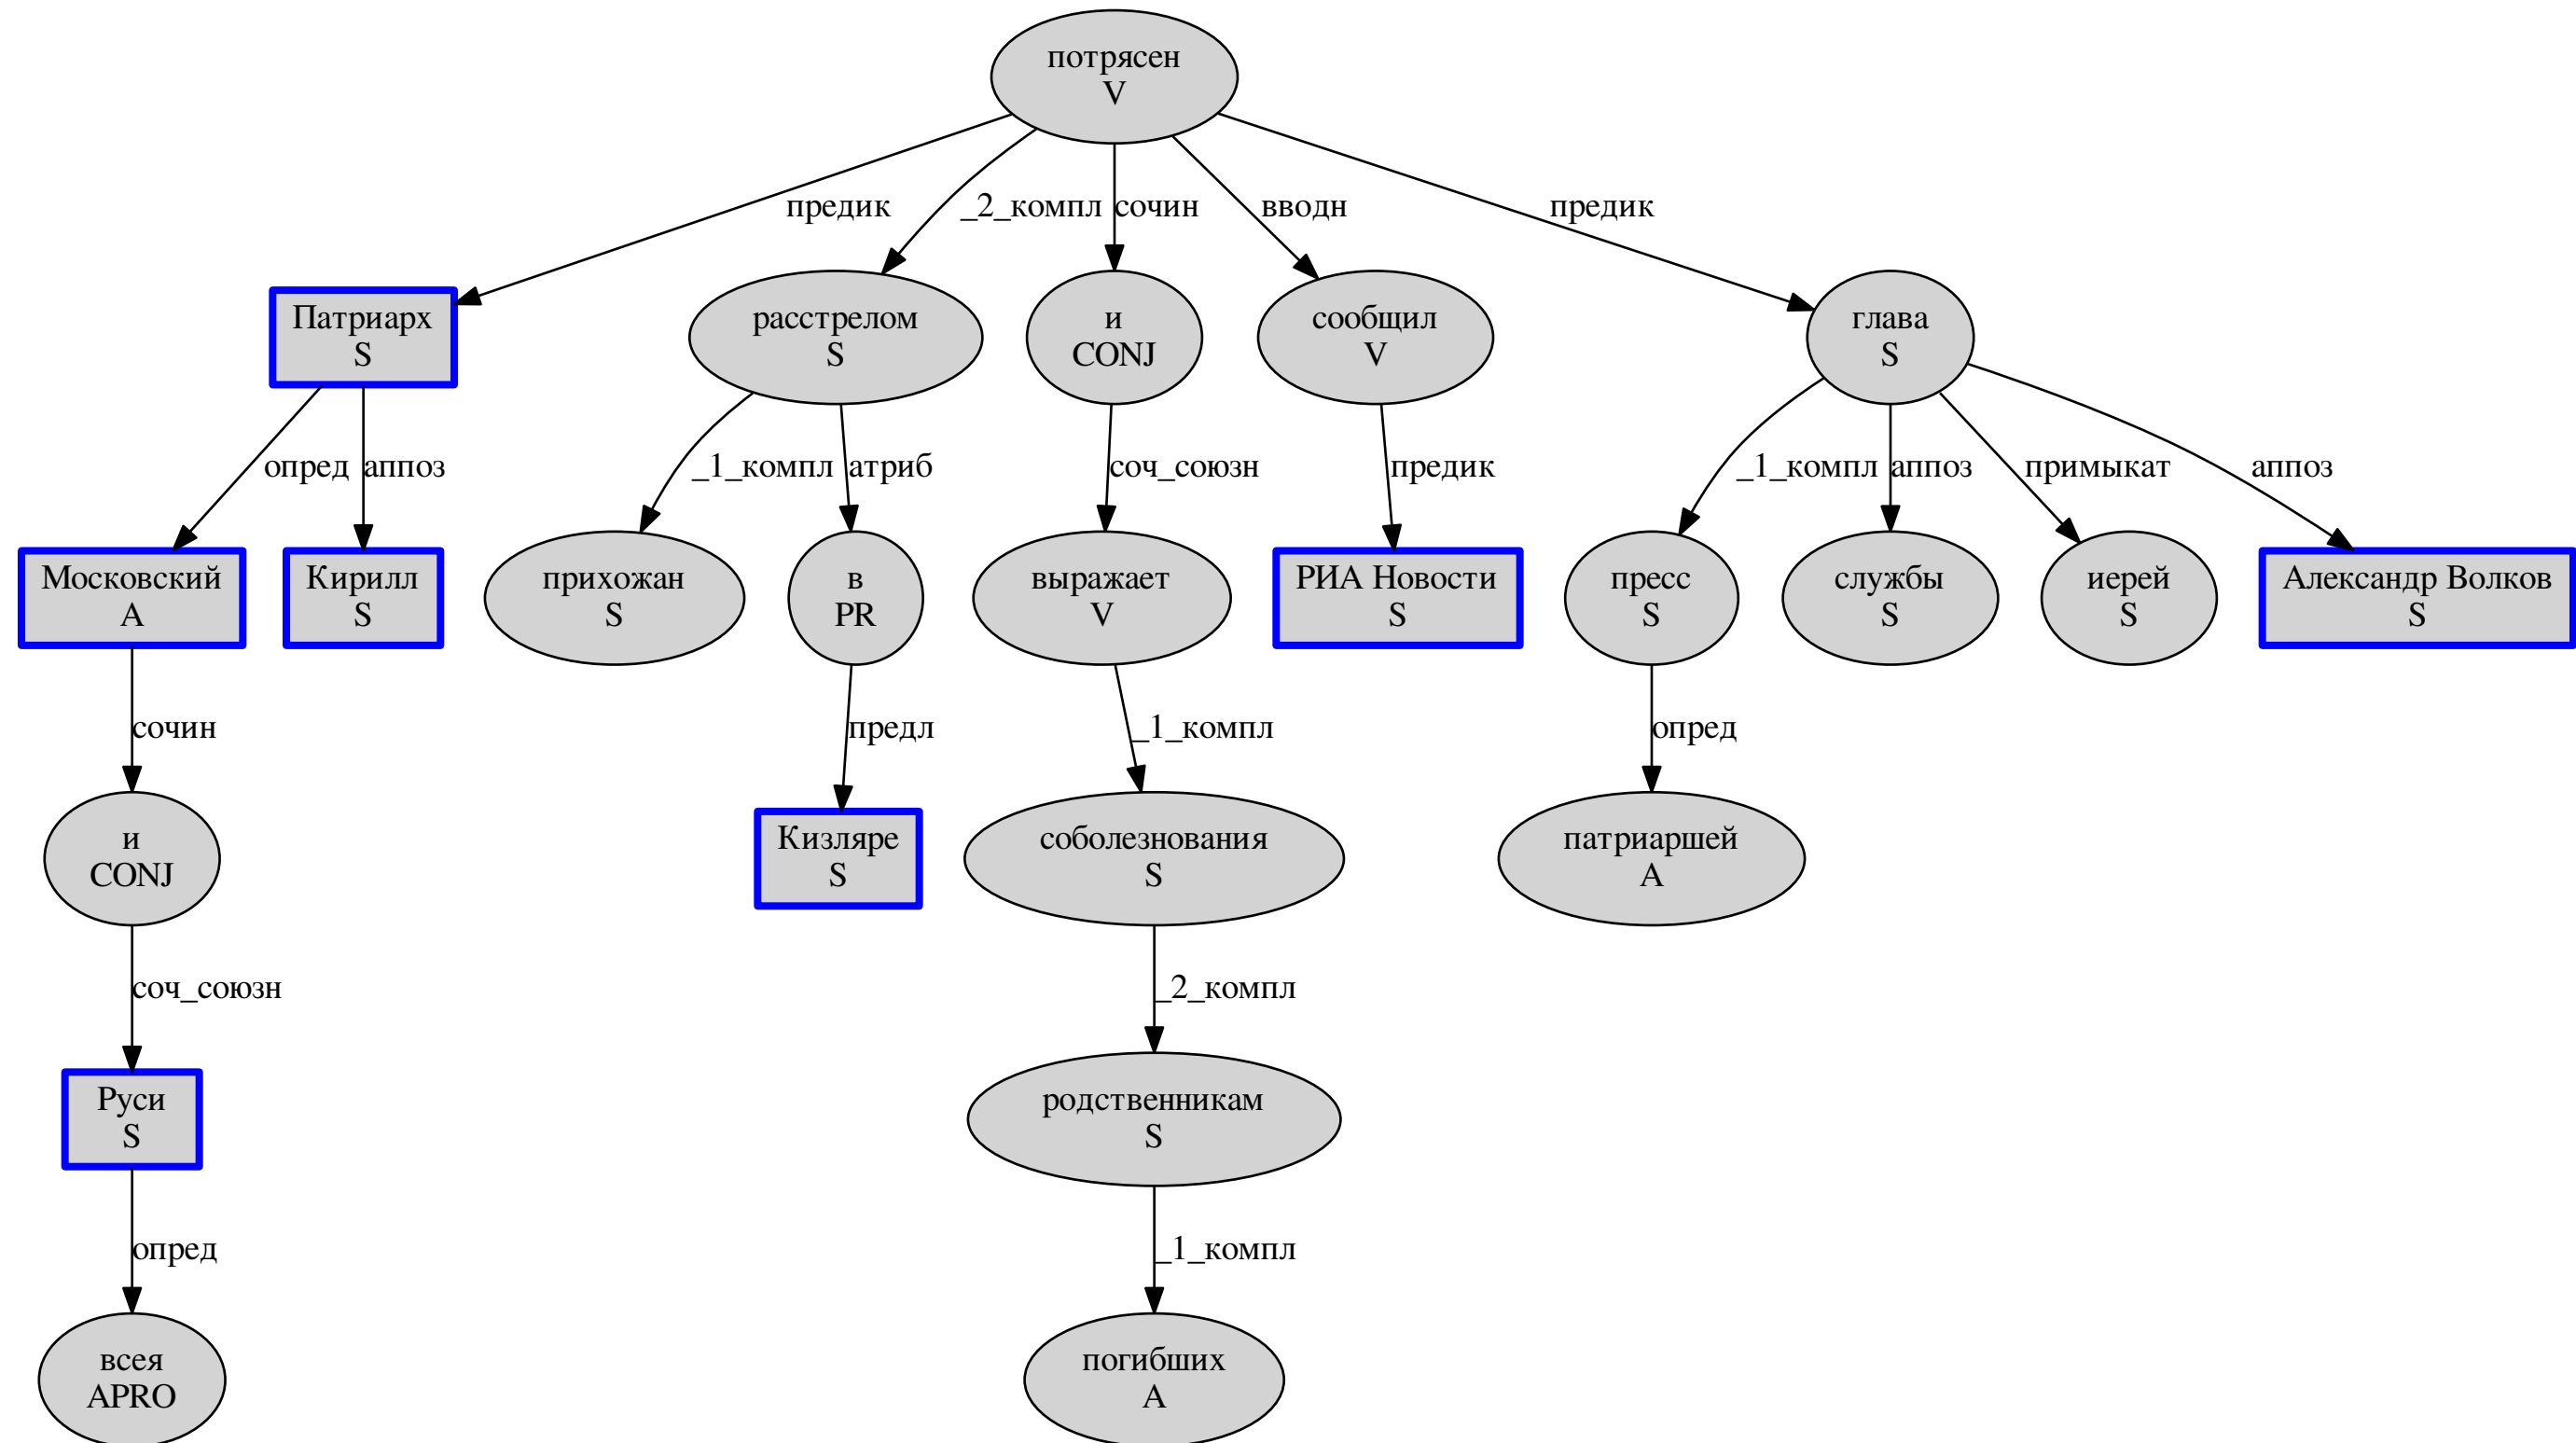 потрясен
V
предик
_2_компл
сочин
вводн
предик
Патриарх
S
расстрелом
S
и
CONJ
сообщил
V
глава
S
опред
аппоз
_1_компл
атриб
соч_союзн
предик
_1_компл
аппоз
примыкат
аппоз
Московский
A
Кирилл
S
прихожан
S
в
PR
выражает
V
РИА Новости
S
пресс
S
службы
S
иерей
S
Александр Волков
S
сочин
предл
_1_компл
опред
и
CONJ
Кизляре
S
соболезнования
S
патриаршей
A
соч_союзн
_2_компл
Руси
S
родственникам
S
опред
_1_компл
всея
APRO
погибших
A